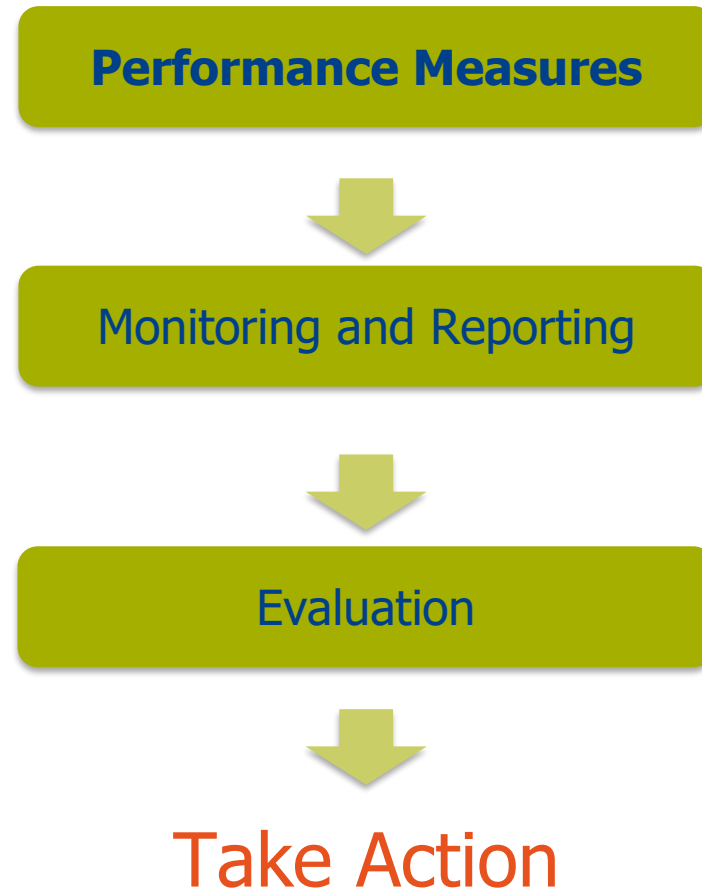 Performance Measures
Monitoring and Reporting
Evaluation
Take Action